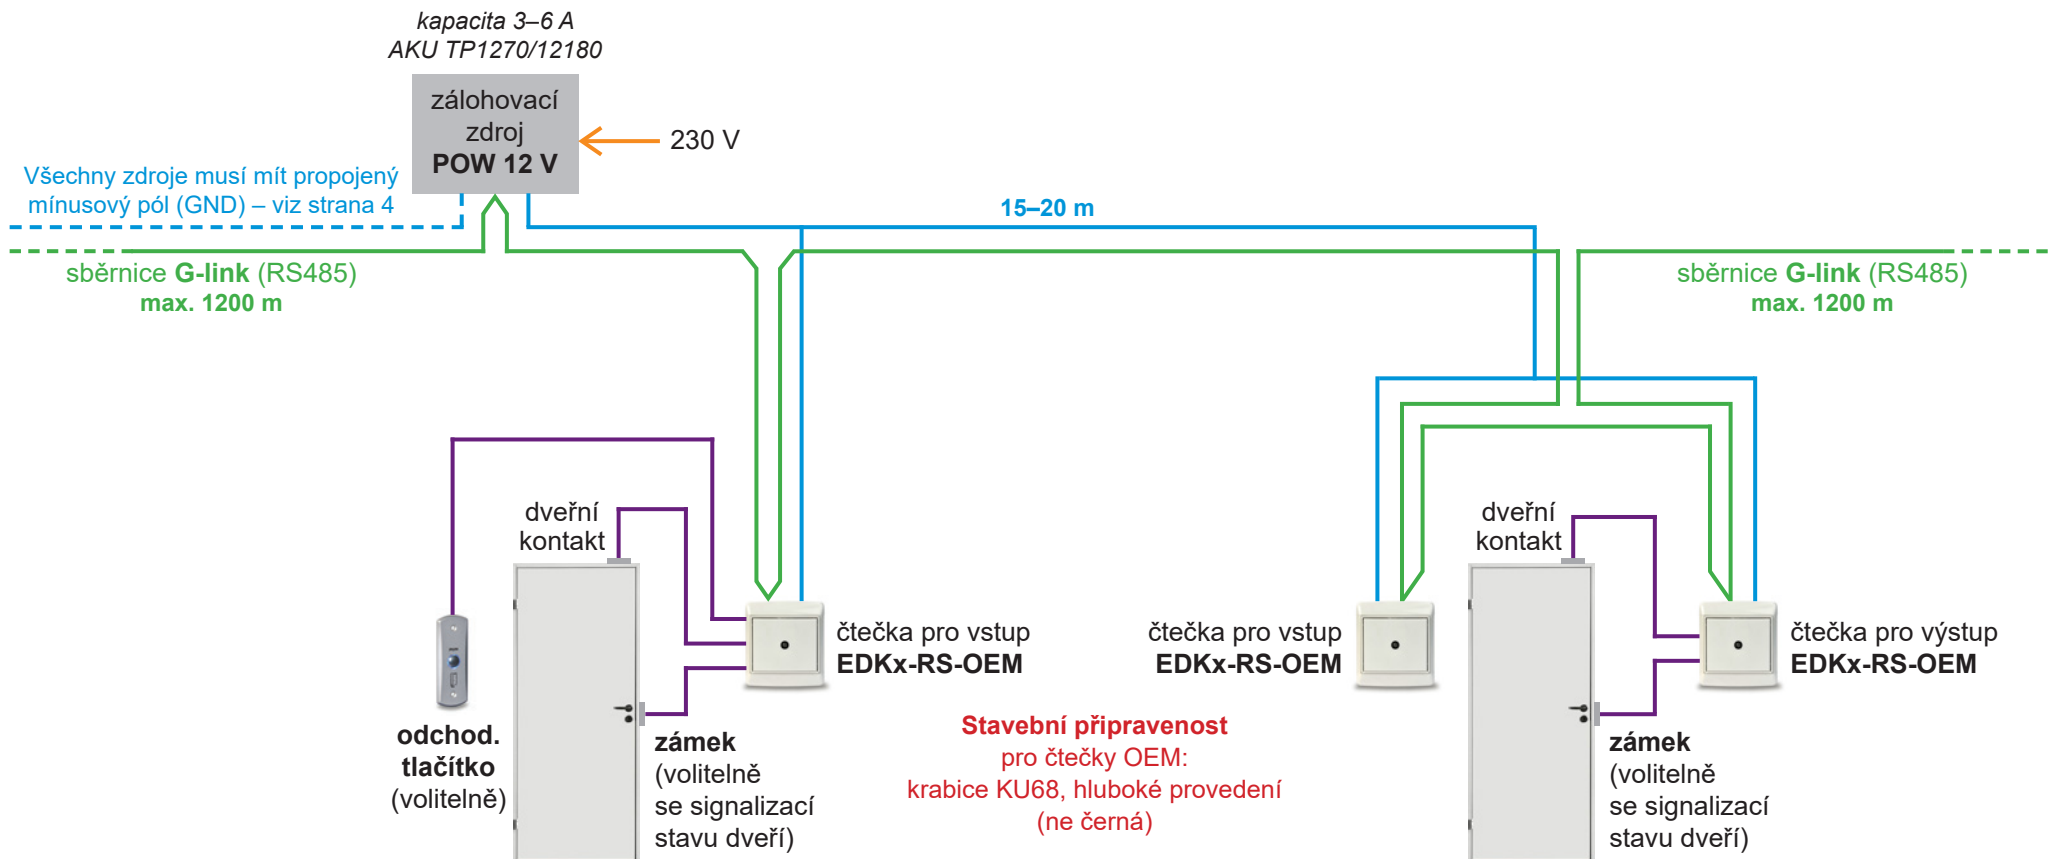 kapacita 3–6 A
AKU TP1270/12180
zálohovací
zdroj
POW 12 V
230 V
Všechny zdroje musí mít propojený
mínusový pól (GND) – viz strana 4
15–20 m
sběrnice G-link (RS485)
max. 1200 m
sběrnice G-link (RS485)
max. 1200 m
dveřní
kontakt
dveřní
kontakt
čtečka pro vstup
EDKx-RS-OEM
čtečka pro vstup
EDKx-RS-OEM
čtečka pro výstup
EDKx-RS-OEM
odchod.
tlačítko
(volitelně)
zámek
(volitelně
se signalizací
stavu dveří)
Stavební připravenost
pro čtečky OEM:
krabice KU68, hluboké provedení
(ne černá)
zámek
(volitelně
se signalizací
stavu dveří)